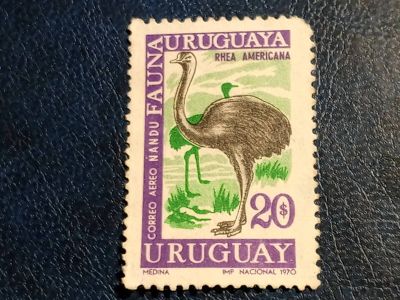 FAUNA URUGUAYA
RHEA AMERICANA
CORREO AEREO ÑANDU
20$
URUGUAY
MEDINA IMP NACIONAL 1970